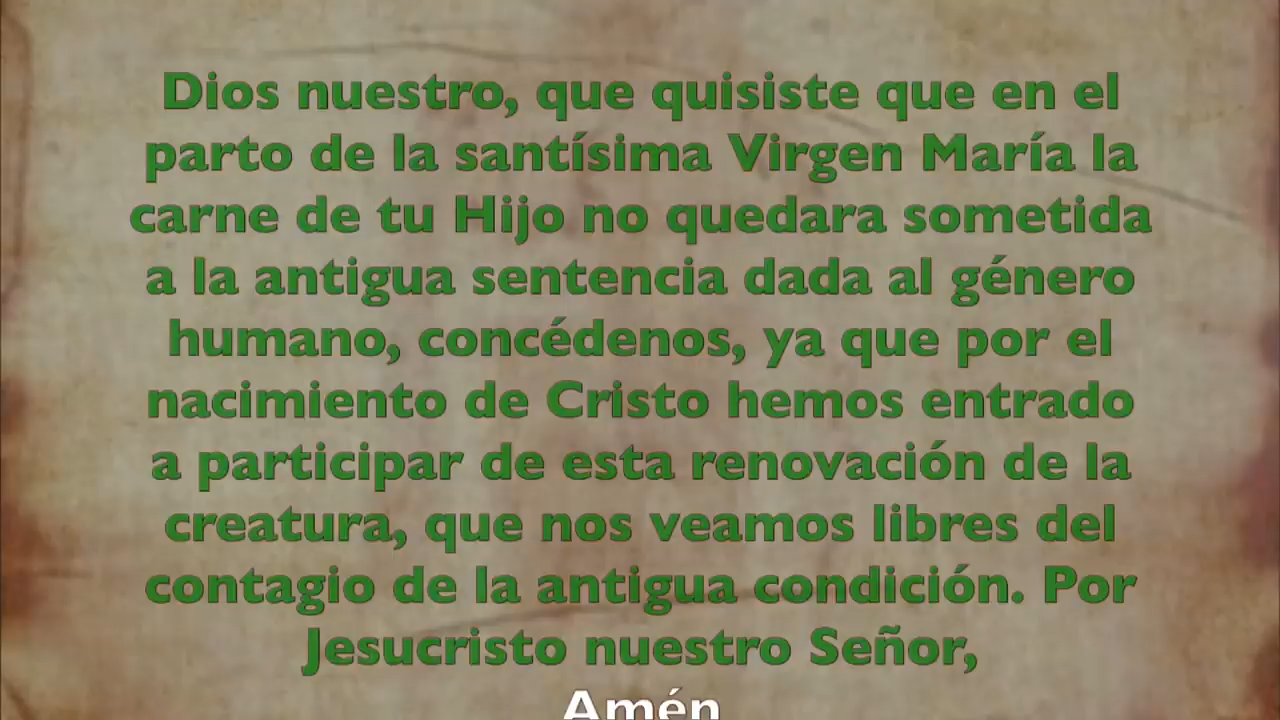 Dios nuestro, que quisiste que en el
parto de la santísima Virgen María la
carne de tu Hijo no quedara sometida
a la antigua sentencia dada al género
humano, concédenos, ya que por el
nacimiento de Cristo hemos entrado
a participar de esta renovación de la
creatura, que nos veamos libres del
contagio de la antigua condición. Por
Jesucristo nuestro Señor,
Amén